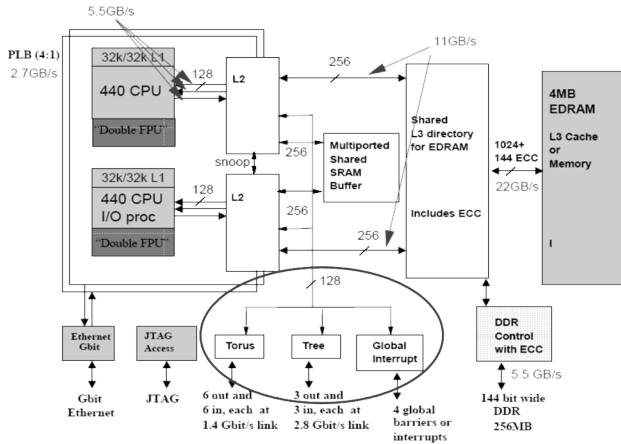 5.5GB/s
PLB (4:1)
2.7GB/s
32k/32k L1
440 CPU
"Double FPU"
128
L2
256
11GB/s
Shared
L3 directory
for EDRAM
Includes ECC
4MB
EDRAM
L3 Cache
or
Memory
l
1024+
144 ECC
22GB/s
256
Multiported
Shared
SRAM
Buffer
snoop
32k/32k L1
440 CPU
I/O proc
"Double FPU"
128
L2
256
256
128
Ethernet
Gbit
JTAG
Access
Torus
Tree
Global
Interrupt
DDR
Control
with ECC
5.5 GB/s
Gbit
Ethernet
JTAG
6 out and
6 in, each at
1.4 Gbit/s link
3 out and
3 in, each at
2.8 Gbit/s link
4 global
barriers or
interrupts
144 bit wide
DDR
256MB